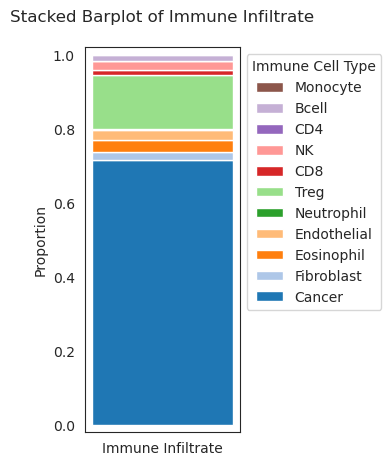 Stacked Barplot of Immune Infiltrate
1.0
0.8
0.6
0.4
0.2
0.0
Proportion
Immune Infiltrate
Immune Cell Type
Monocyte
Bcell
CD4
NK
CD8
Treg
Neutrophil
Endothelial
Eosinophil
Fibroblast
Cancer